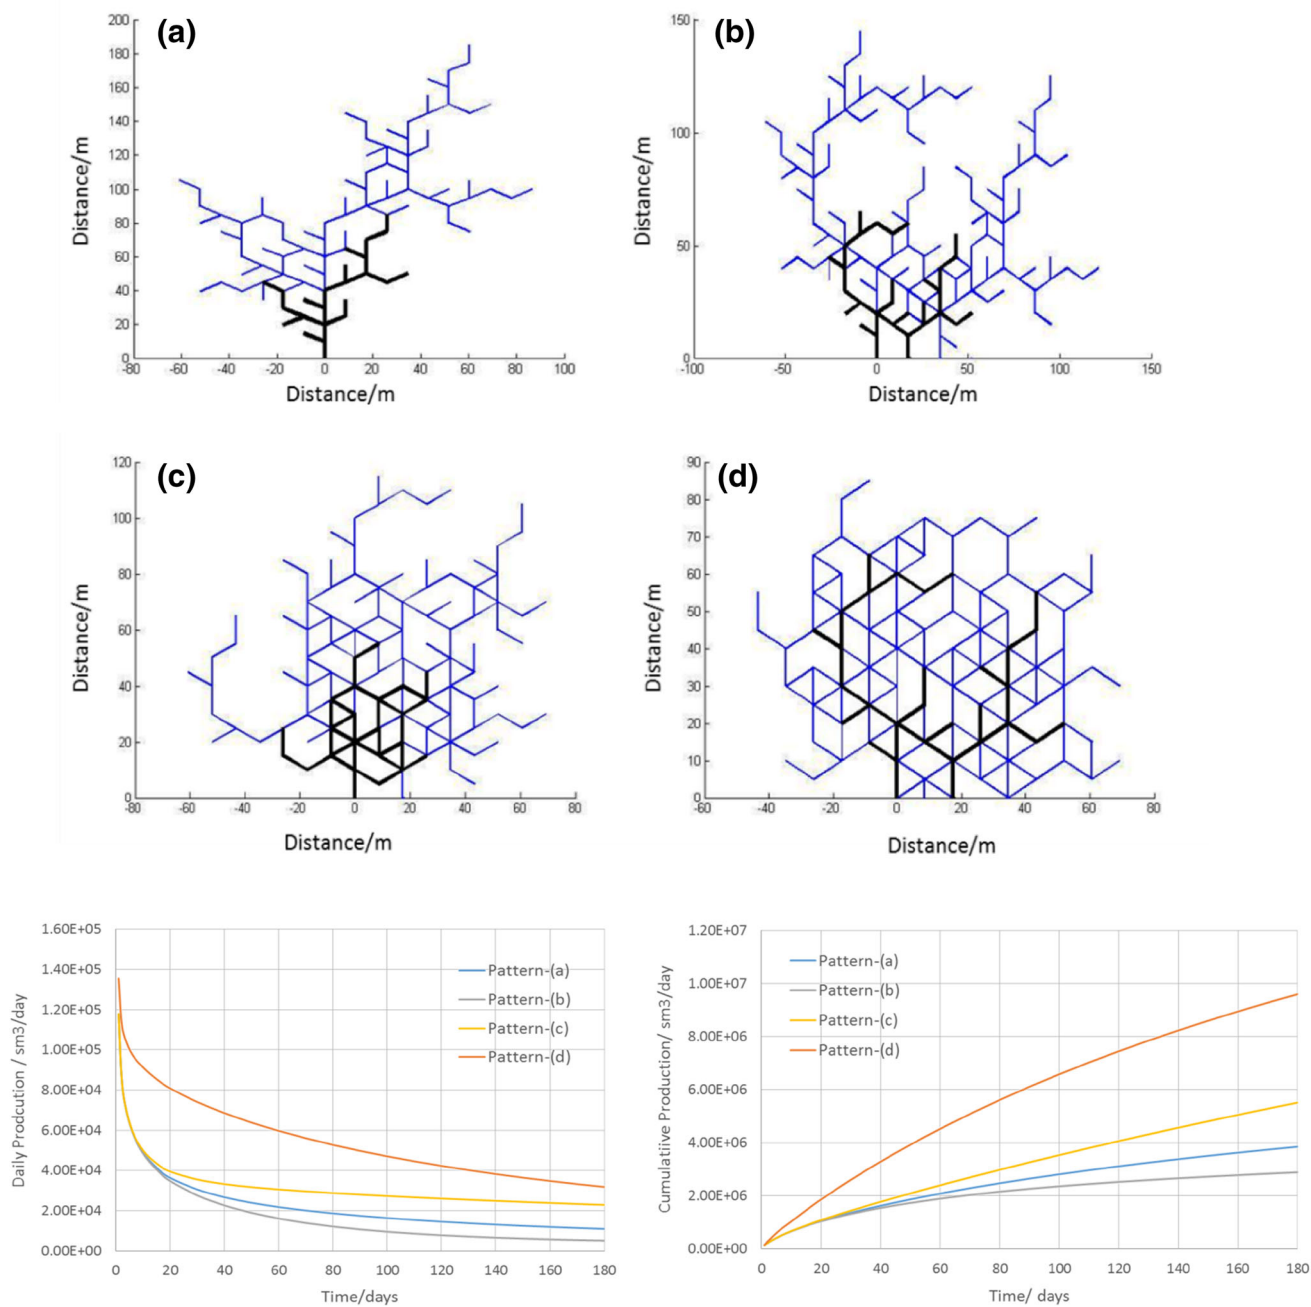 (a)
200
180
160
140
120
100
80
60
40
20
0
Distance/m
-80 -60 -40 -20 0 20 40 60 80 100
Distance/m
(b)
150
100
50
0
Distance/m
-100 -50 0 50 100 150
Distance/m
(c)
120
100
80
60
40
20
0
Distance/m
-80 -60 -40 -20 0 20 40 60 80
Distance/m
(d)
90
80
70
60
50
40
30
20
10
0
Distance/m
-60 -40 -20 0 20 40 60 80
Distance/m
1.60E+05
1.40E+05
1.20E+05
1.00E+05
8.00E+04
6.00E+04
4.00E+04
2.00E+04
0.00E+00
Daily Prodcution / sm3/day
Pattern-(a)
Pattern-(b)
Pattern-(c)
Pattern-(d)
0 20 40 60 80 100 120 140 160 180
Time/days
1.20E+07
1.00E+07
8.00E+06
6.00E+06
4.00E+06
2.00E+06
0.00E+00
Cumulatiive Production/ sm3/day
Pattern-(a)
Pattern-(b)
Pattern-(c)
Pattern-(d)
0 20 40 60 80 100 120 140 160 180
Time/ days